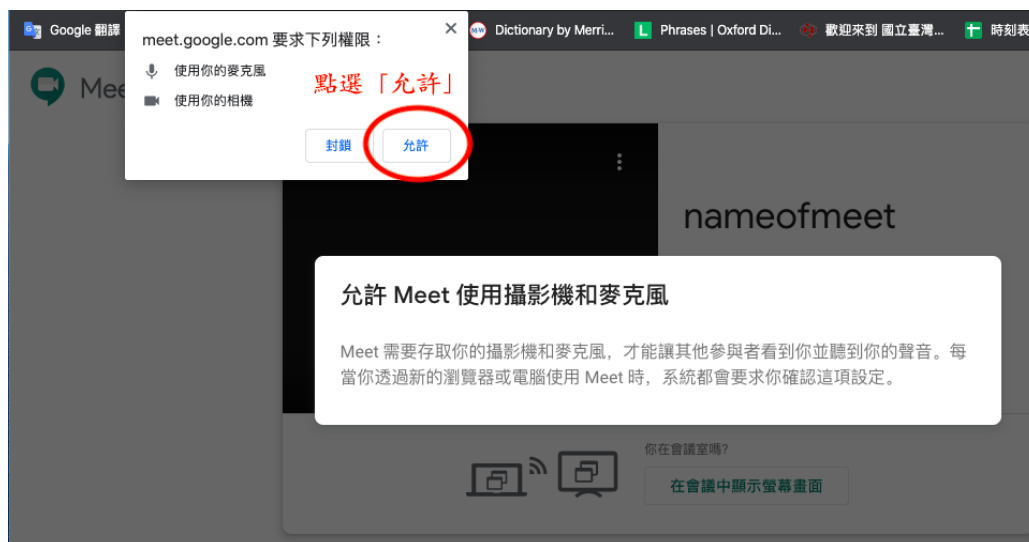 Google 翻譯
Dictionary by Merri...
Phrases | Oxford Di...
歡迎來到 國立臺灣...
時刻表
meet.google.com 要求下列權限：
使用你的麥克風
使用你的相機
點選「允許」
封鎖
允許
Mee
nameofmeet
允許 Meet 使用攝影機和麥克風
Meet 需要存取你的攝影機和麥克風，才能讓其他參與者看到你並聽到你的聲音。每
當你透過新的瀏覽器或電腦使用 Meet 時，系統都會要求你確認這項設定。
你在會議室嗎?
在會議中顯示螢幕畫面